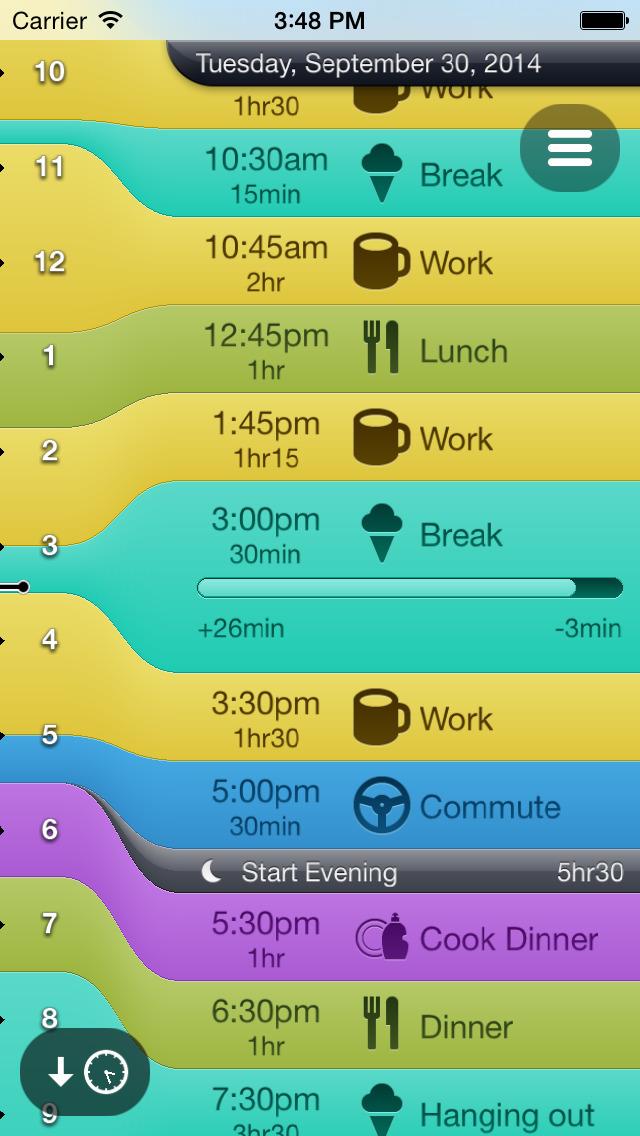 Carrier 3:48 PM
Tuesday, September 30, 2014
10
1hr30 Work
11
10:30am Break
15min
12
10:45am Work
2hr
1
12:45pm Lunch
1hr
2
1:45pm Work
1hr15
3
3:00pm Break
30min
+26min -3min
4
3:30pm Work
1hr30
5
5:00pm Commute
30min
Start Evening 5hr30
6
5:30pm Cook Dinner
1hr
7
6:30pm Dinner
1hr
8
7:30pm Hanging out
3hr30
9